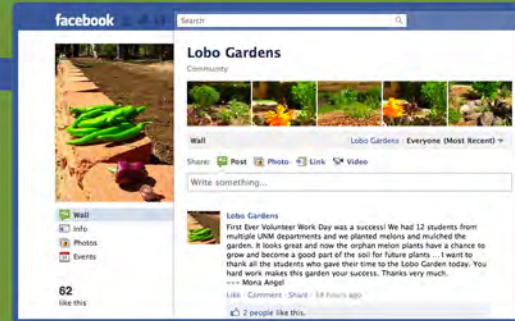 facebook
Search
Lobo Gardens
Community
Wall
Lobo Gardens · Everyone (Most Recent)
Share: Post Photo Link Video
Write something...
Wall
Info
Photos
Events
62
like this
Lobo Gardens
First Ever Volunteer Work Day was a success! We had 12 students from
multiple UNM departments and we planted melons and mulched the
garden. It looks great and now the orphan melon plants have a chance to
grow and become a good part of the soil for future plants ... I want to
thank all the students who gave their time to the Lobo Garden today. You
hard work makes this garden your success. Thanks very much.
~~~ Mona Angel
Like · Comment · Share · 14 hours ago
2 people like this.